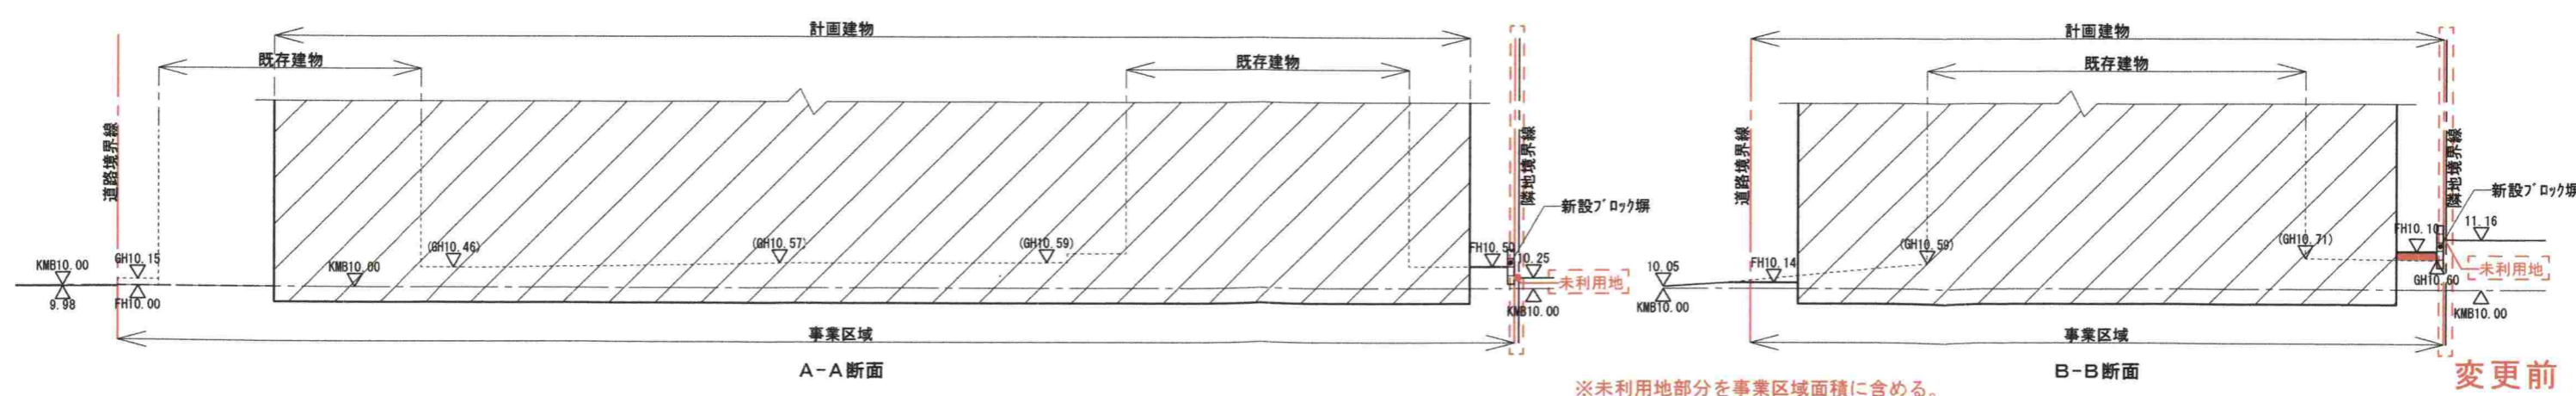 計画建物
既存建物
既存建物
道路境界線
隣地境界線
新設ﾌﾞﾛｯｸ塀
(GH10.46)
(GH10.57)
(GH10.59)
KMB10.00
GH10.15
KMB10.00
FH10.50
10.25
未利用地
9.98
FH10.00
KMB10.00
事業区域
A-A断面
計画建物
既存建物
道路境界線
隣地境界線
新設ﾌﾞﾛｯｸ塀
11.16
FH10.10
(GH10.59)
(GH10.71)
10.05
FH10.14
未利用地
GH10.60
KMB10.00
KMB10.00
事業区域
B-B断面
変更前
※未利用地部分を事業区域面積に含める。